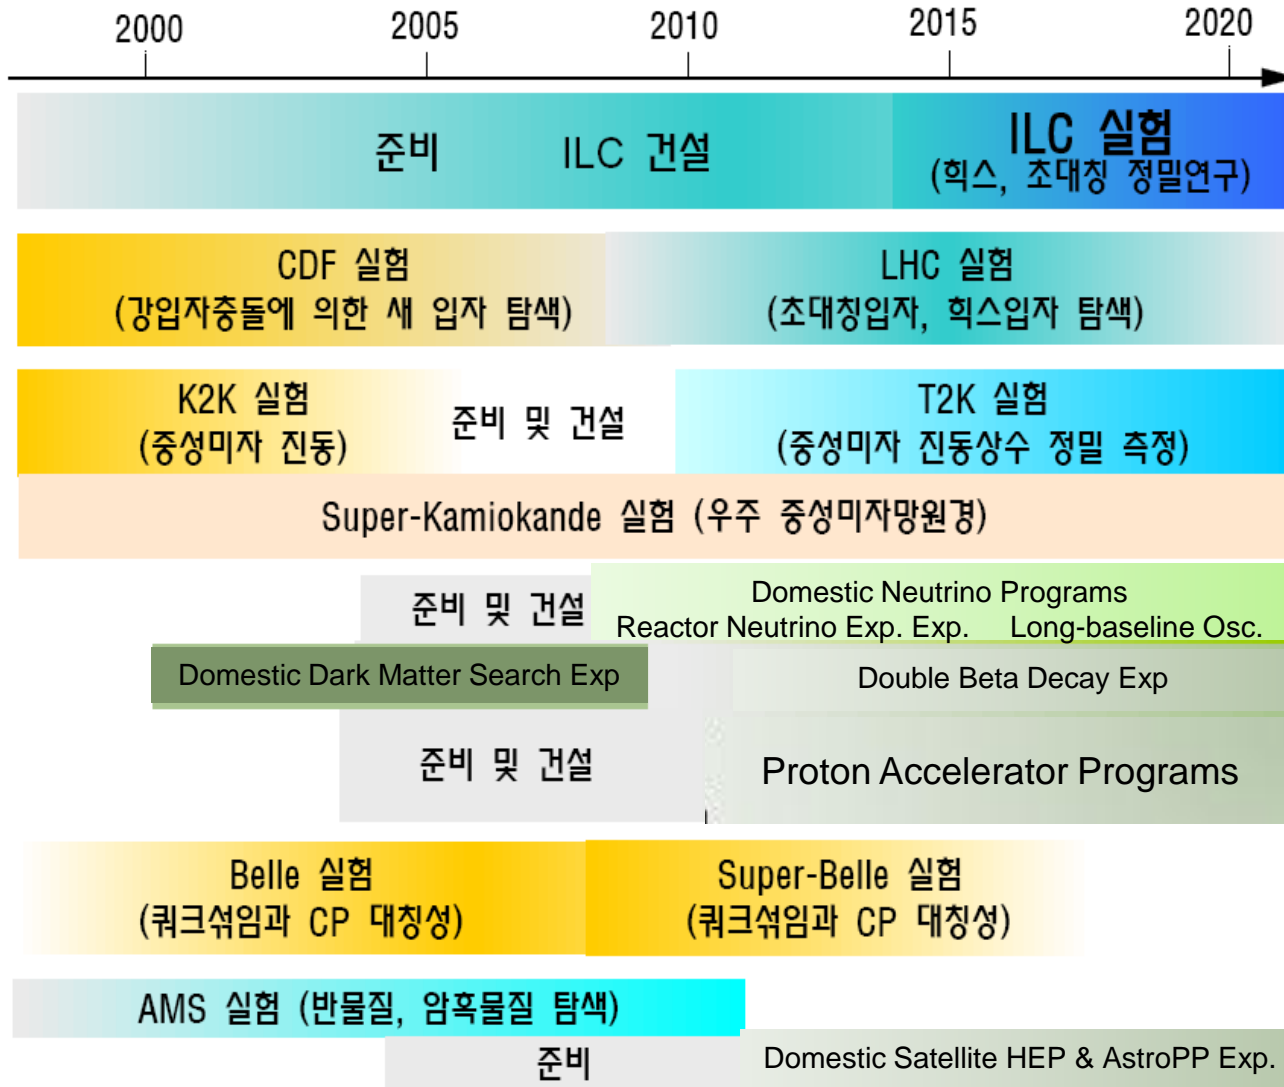 2000 2005 2010 2015 2020
준비 ILC 건설
ILC 실험
(힉스, 초대칭 정밀연구)
CDF 실험
(강입자충돌에 의한 새 입자 탐색)
LHC 실험
(초대칭입자, 힉스입자 탐색)
K2K 실험
(중성미자 진동)
준비 및 건설
T2K 실험
(중성미자 진동상수 정밀 측정)
Super-Kamiokande 실험 (우주 중성미자망원경)
준비 및 건설
Domestic Neutrino Programs
Reactor Neutrino Exp. Exp. Long-baseline Osc.
Domestic Dark Matter Search Exp
Double Beta Decay Exp
준비 및 건설
Proton Accelerator Programs
Belle 실험
(쿼크섞임과 CP 대칭성)
Super-Belle 실험
(쿼크섞임과 CP 대칭성)
AMS 실험 (반물질, 암흑물질 탐색)
준비
Domestic Satellite HEP & AstroPP Exp.